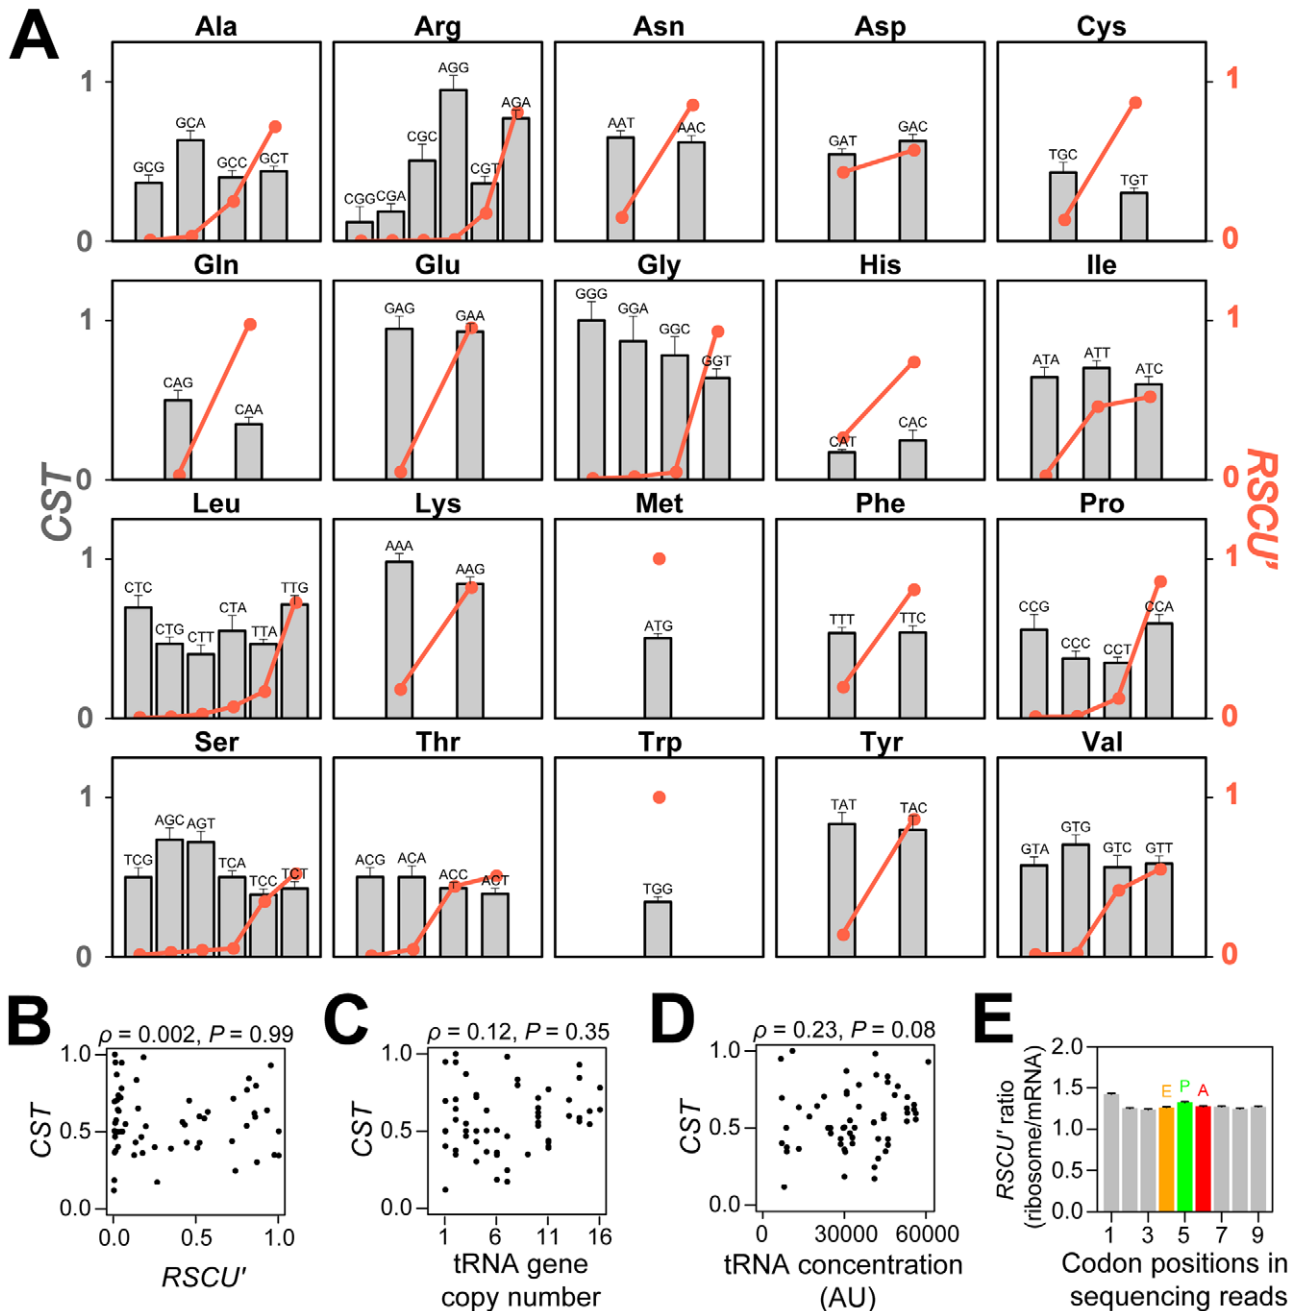 A
Ala Arg Asn Asp Cys
1 1
GCG GCA GCC GCT
CGG CGA CGC AGG CGT AGA
AAT AAC
GAT GAC
TGC TGT
0 0
Gln Glu Gly His Ile
1 1
CAG CAA
GAG GAA
GGG GGA GGC GGT
CAT CAC
ATA ATT ATC
0 0
CST
RSCU'
Leu Lys Met Phe Pro
1 1
CTC CTG CTT CTA TTA TTG
AAA AAG
ATG
TTT TTC
CCG CCC CCT CCA
0 0
Ser Thr Trp Tyr Val
1 1
TCG AGC AGT TCA TCC TCT
ACG ACA ACC ACT
TGG
TAT TAC
GTA GTG GTC GTT
0 0
B
ρ = 0.002, P = 0.99
CST
1.0
0.5
0.0
0.0 0.5 1.0
RSCU'
C
ρ = 0.12, P = 0.35
CST
1.0
0.5
0.0
1 6 11 16
tRNA gene
copy number
D
ρ = 0.23, P = 0.08
CST
1.0
0.5
0.0
0 30000 60000
tRNA concentration
(AU)
E
RSCU' ratio
(ribosome/mRNA)
2.0
1.5
1.0
0.5
0.0
E P A
1 3 5 7 9
Codon positions in
sequencing reads